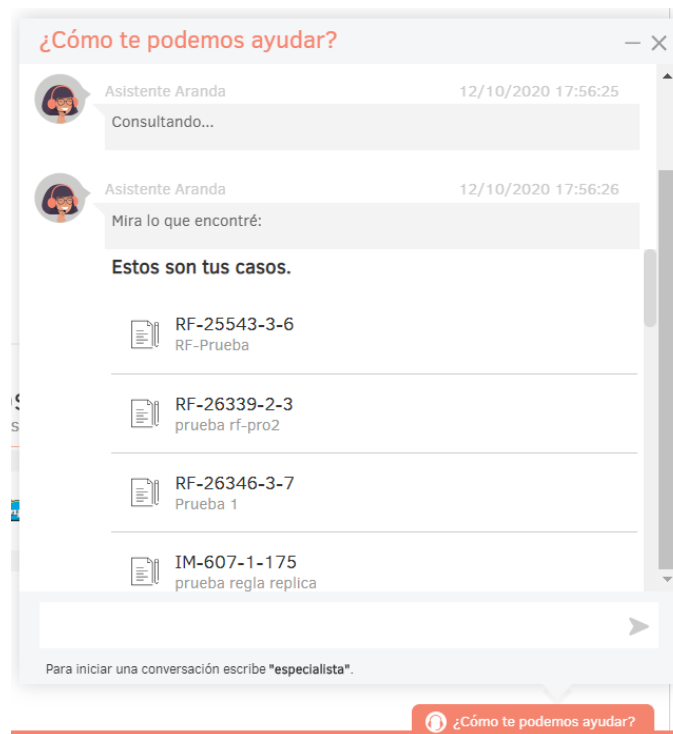 ¿Cómo te podemos ayudar?
Asistente Aranda 12/10/2020 17:56:25
Consultando...
Asistente Aranda 12/10/2020 17:56:26
Mira lo que encontré:
Estos son tus casos.
RF-25543-3-6
RF-Prueba
RF-26339-2-3
prueba rf-pro2
RF-26346-3-7
Prueba 1
IM-607-1-175
prueba regla replica
Para iniciar una conversación escribe "especialista".
¿Cómo te podemos ayudar?